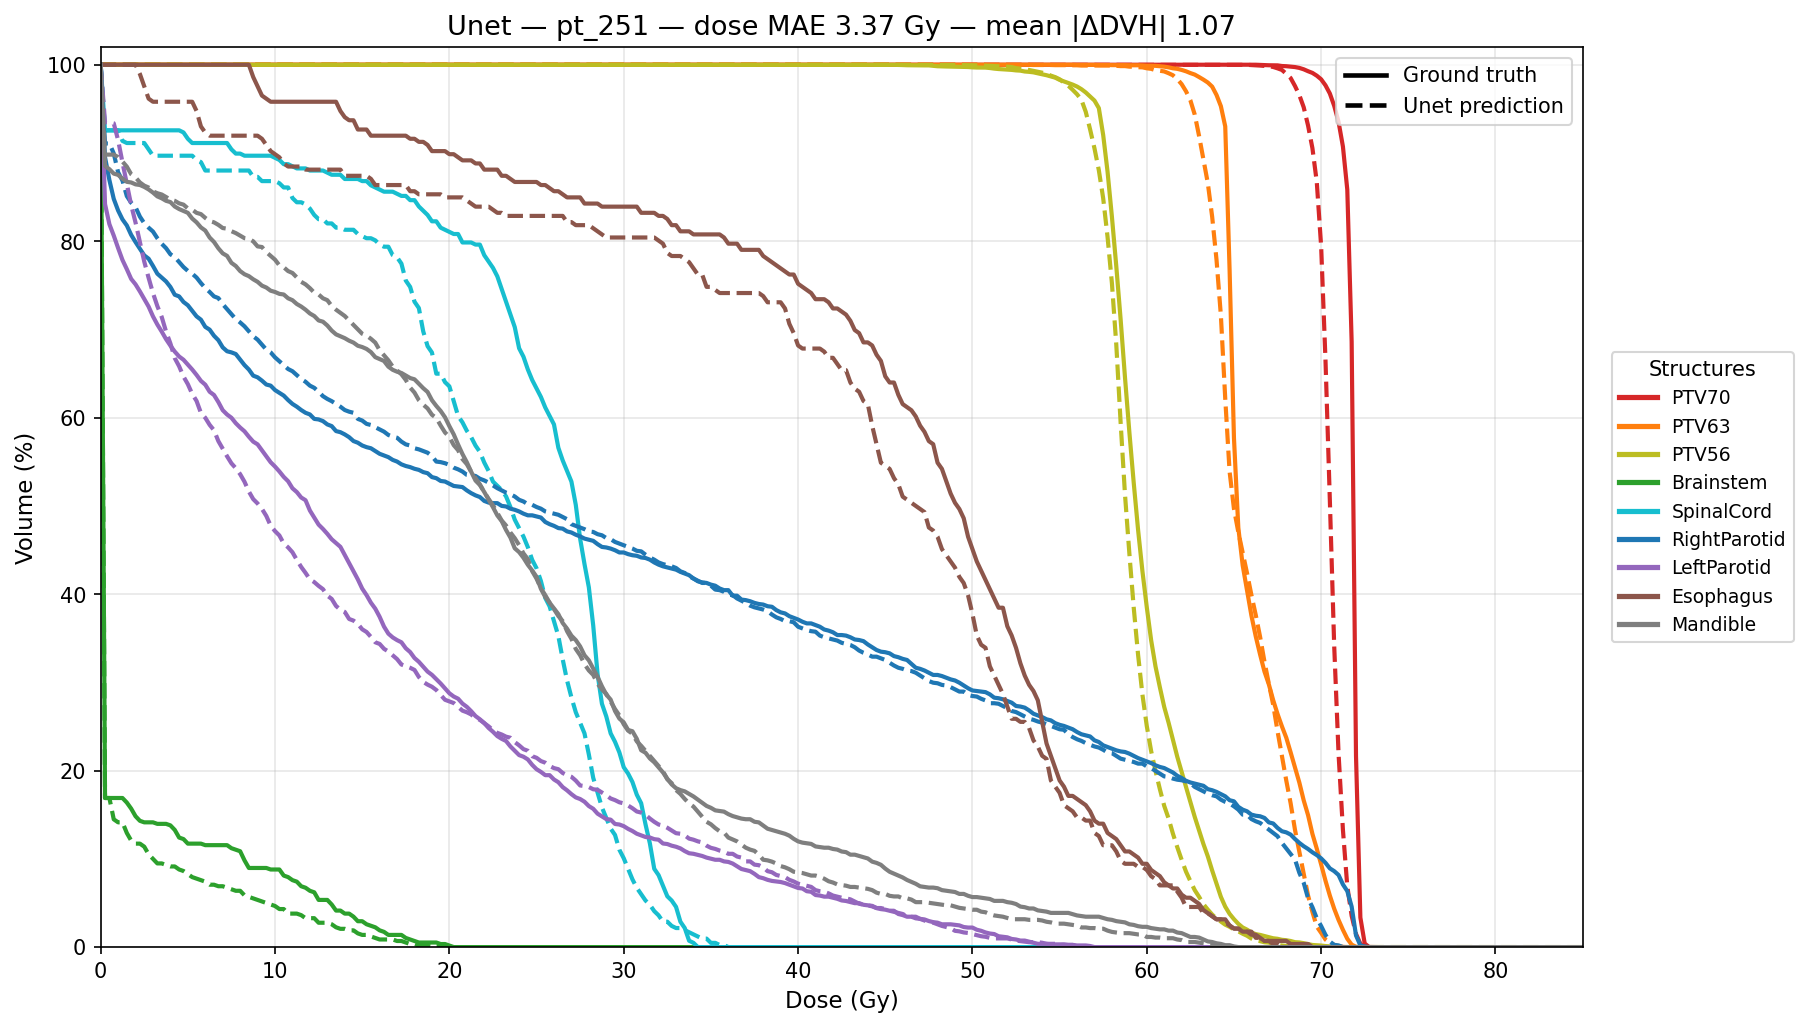 Unet — pt_251 — dose MAE 3.37 Gy — mean |ΔDVH| 1.07
Ground truth
Unet prediction
Volume (%)
100
80
60
40
20
0
0 10 20 30 40 50 60 70 80
Dose (Gy)
Structures
PTV70
PTV63
PTV56
Brainstem
SpinalCord
RightParotid
LeftParotid
Esophagus
Mandible